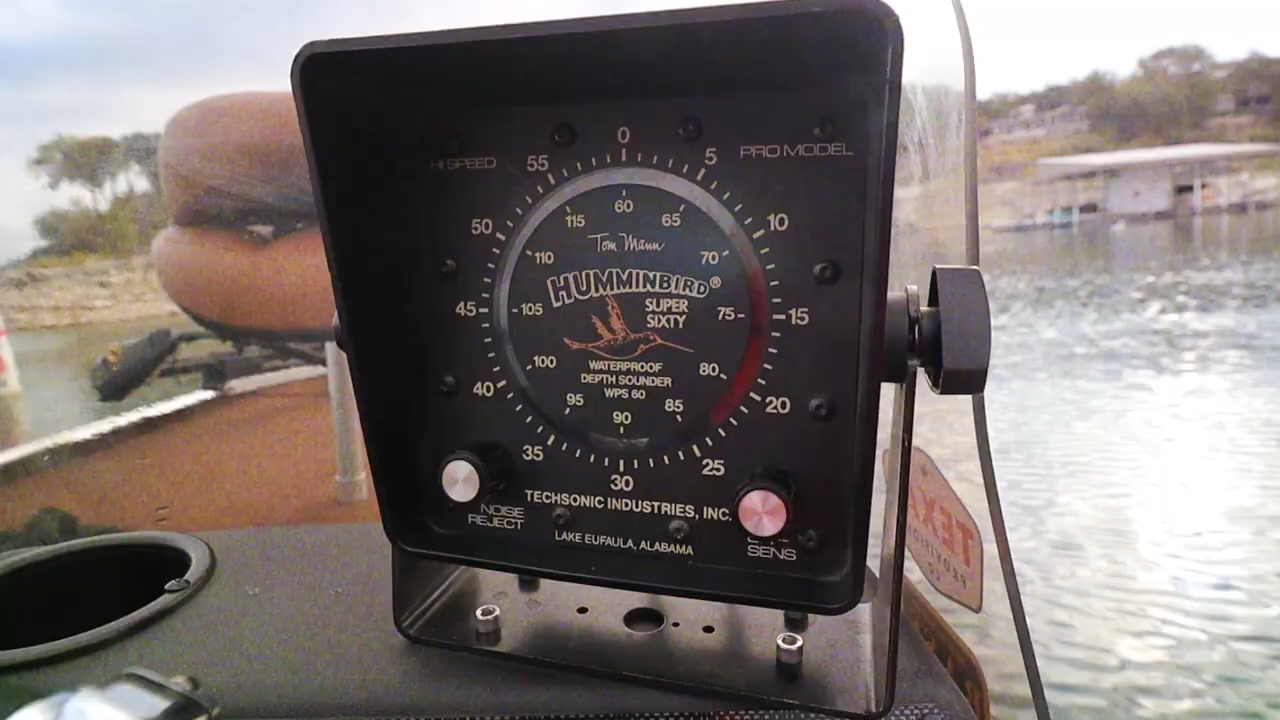 HI SPEED
PRO MODEL
0
5
10
15
20
25
30
35
40
45
50
55
60
65
70
75
80
85
90
95
100
105
110
115
Tom Mann
HUMMINBIRD®
SUPER
SIXTY
WATERPROOF
DEPTH SOUNDER
WPS 60
TECHSONIC INDUSTRIES, INC.
LAKE EUFAULA, ALABAMA
NOISE
REJECT
SENS